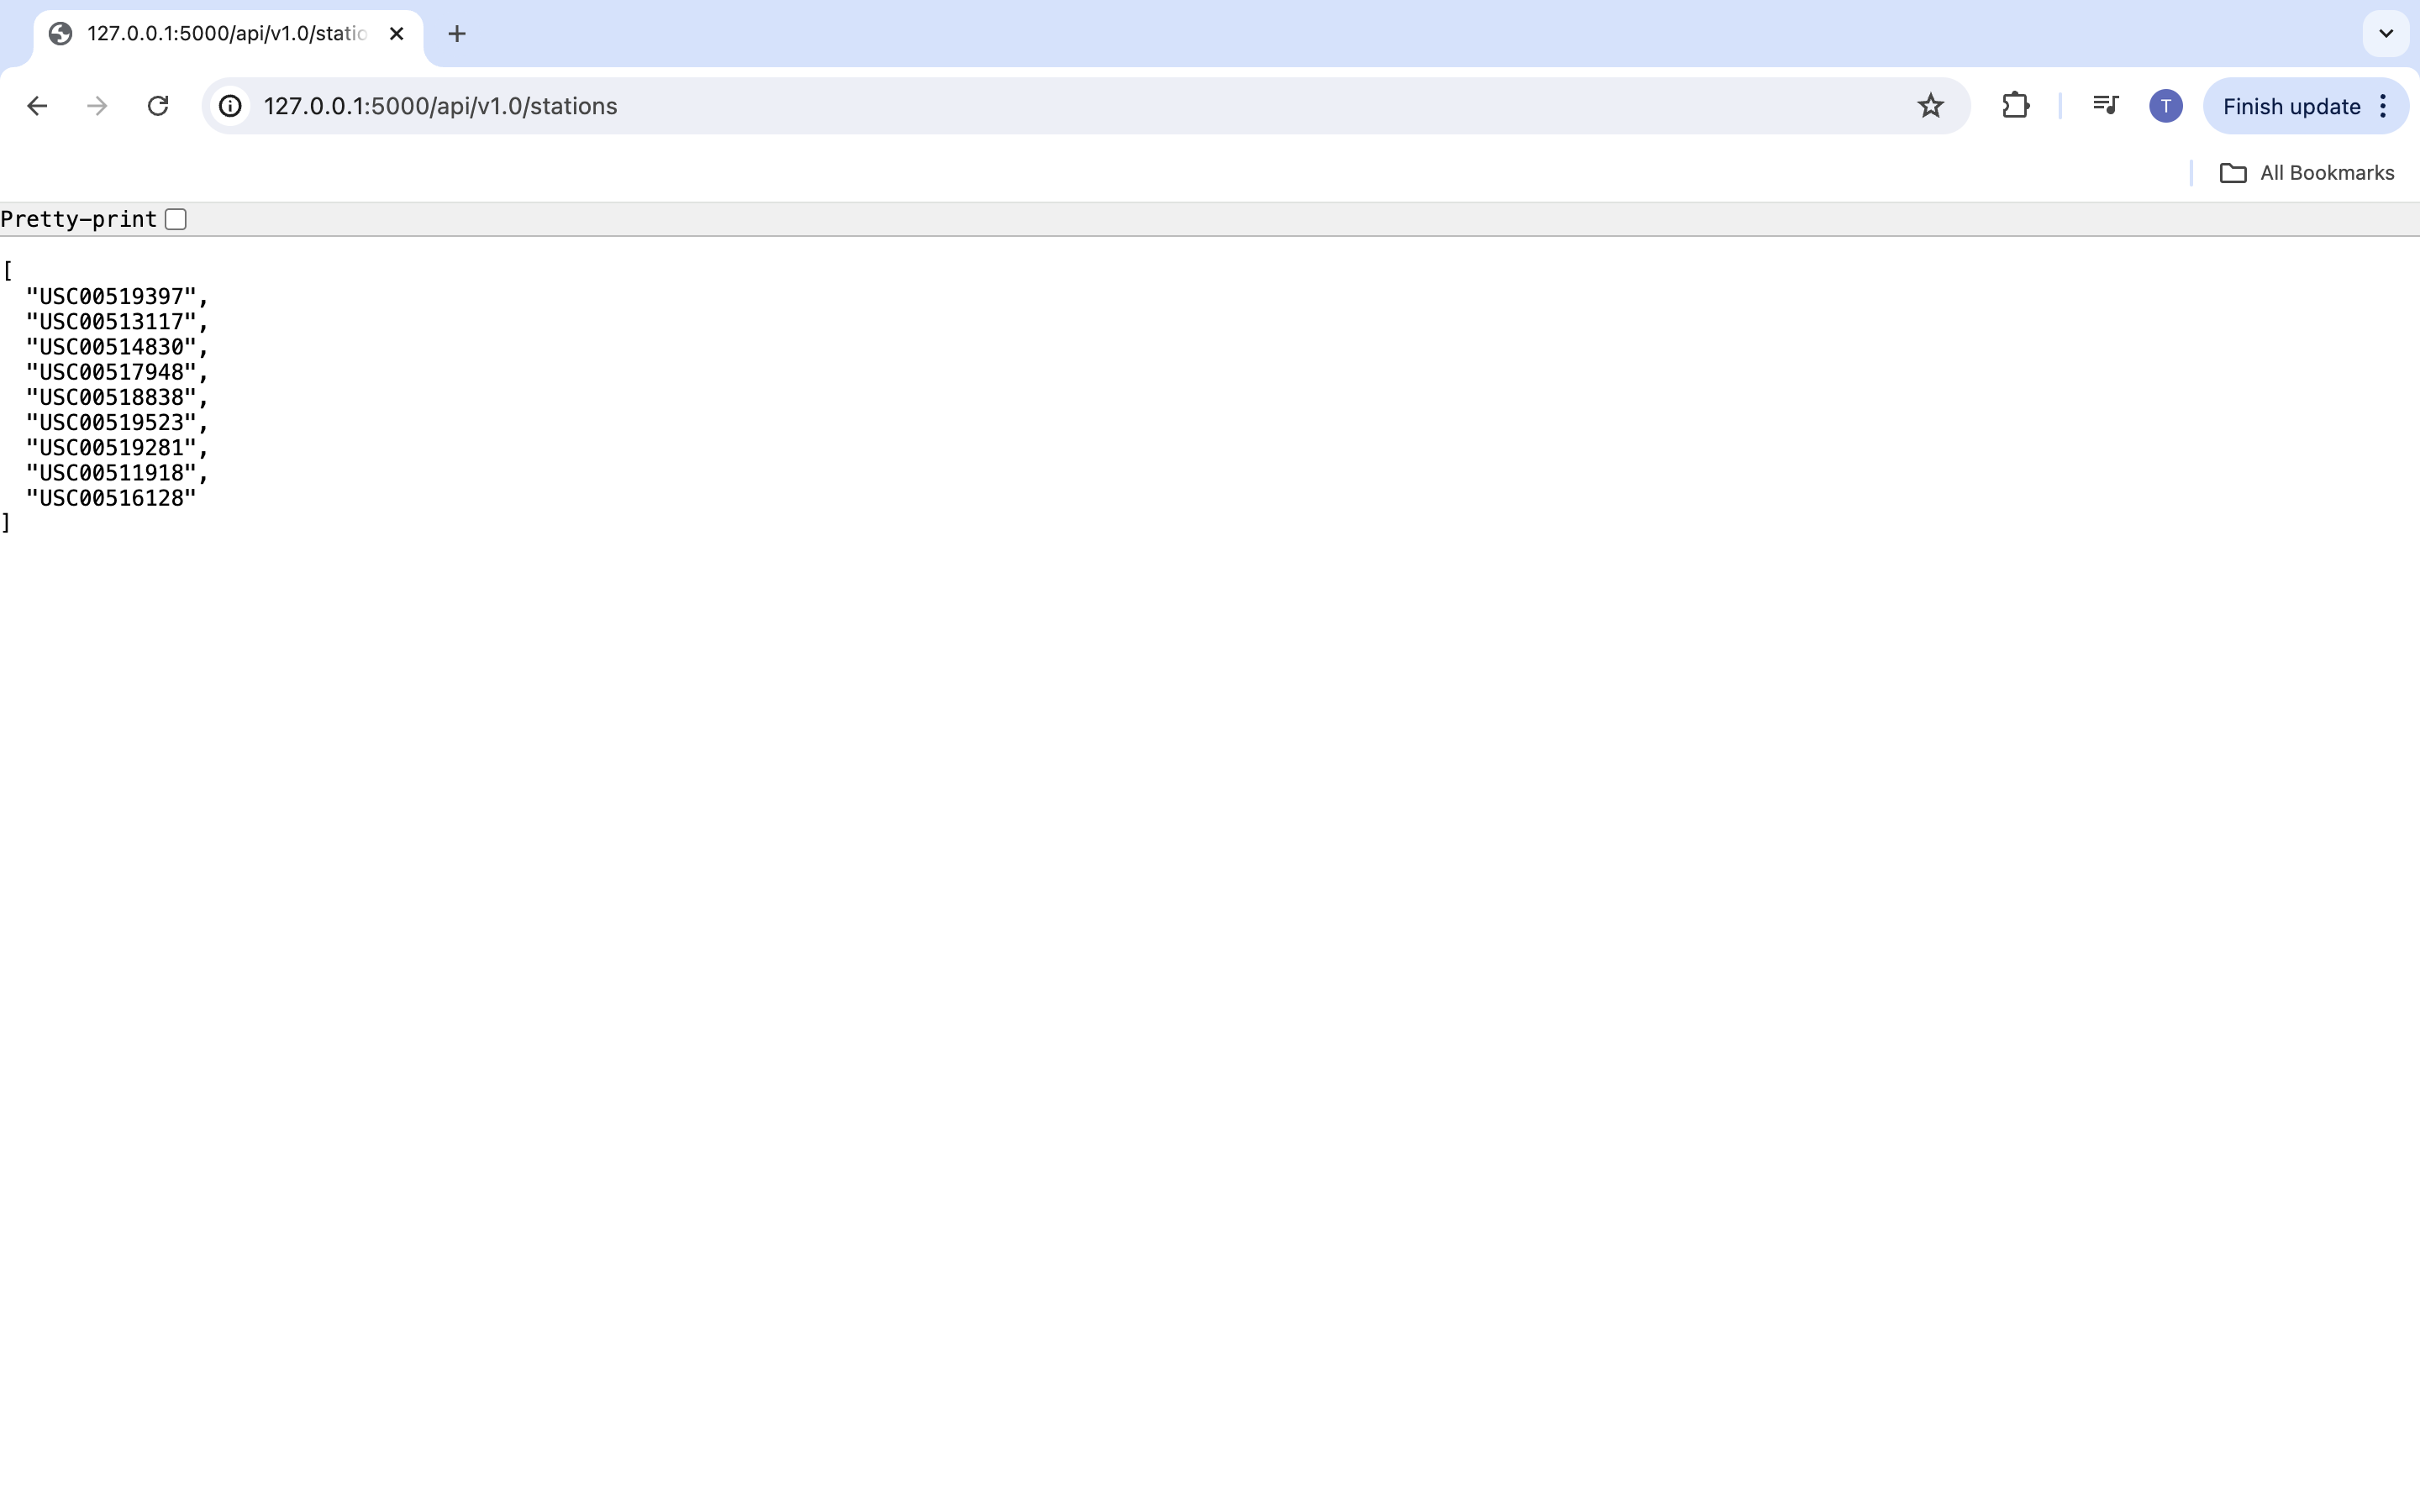 127.0.0.1:5000/api/v1.0/statio
127.0.0.1:5000/api/v1.0/stations
T
Finish update
All Bookmarks
Pretty-print
[
"USC00519397",
"USC00513117",
"USC00514830",
"USC00517948",
"USC00518838",
"USC00519523",
"USC00519281",
"USC00511918",
"USC00516128"
]